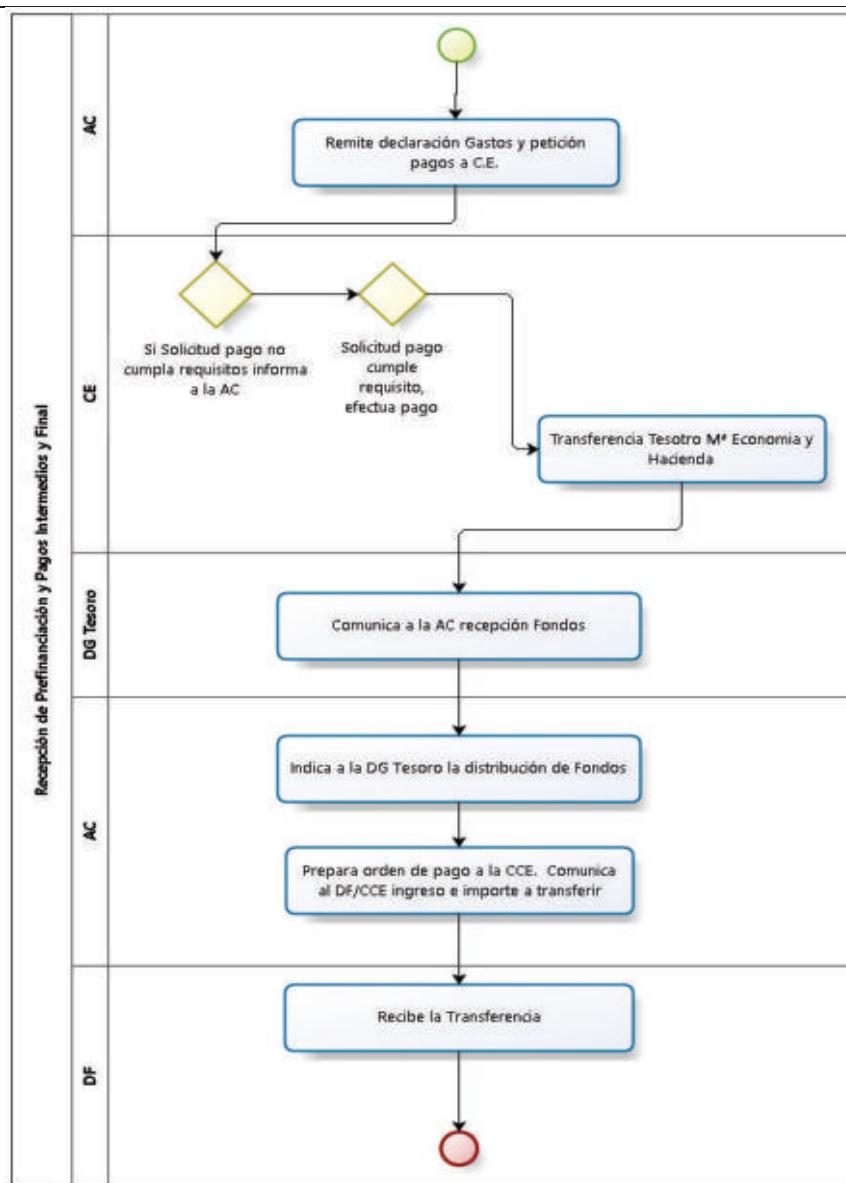 Recepción de Prefinanciación y Pagos Intermedios y Final
AC
Remite declaración Gastos y petición
pagos a C.E.
CE
Si Solicitud pago no
cumpla requisitos informa
a la AC
Solicitud pago
cumple
requisito,
efectua pago
Transferencia Tesotro Mª Economia y
Hacienda
DG Tesoro
Comunica a la AC recepción Fondos
AC
Indica a la DG Tesoro la distribución de Fondos
Prepara orden de pago a la CCE. Comunica
al DF/CCE ingreso e importe a transferir
DF
Recibe la Transferencia